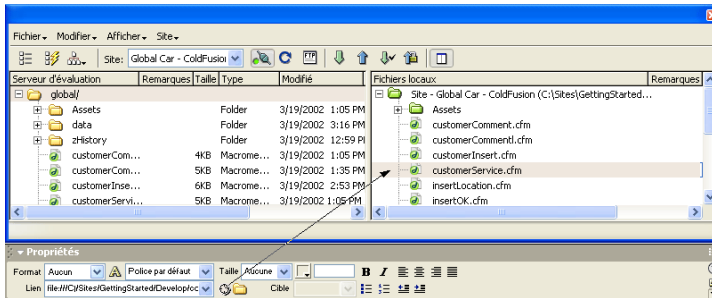 Fichier Modifier Afficher Site
Site: Global Car - ColdFusion FTP
Serveur d'évaluation Remarques Taille Type Modifié
global/
Assets Folder 3/19/2002 1:05 PM
data Folder 3/19/2002 3:16 PM
zHistory Folder 3/19/2002 12:59 P
customerCom... 4KB Macrome... 3/19/2002 1:05 PM
customerCom... 5KB Macrome... 3/19/2002 1:35 PM
customerInse... 6KB Macrome... 3/19/2002 2:53 PM
customerServi... 5KB Macrome... 3/19/2002 1:05 PM
Fichiers locaux Remarques
Site - Global Car - ColdFusion (C:\Sites\GettingStarted...
Assets
customerComment.cfm
customerCommentl.cfm
customerInsert.cfm
customerService.cfm
insertLocation.cfm
insertOK.cfm
Propriétés
Format Aucun A Police par défaut Taille Aucune B I
Lien file:///C|/Sites/GettingStarted/Develop/cc Cible